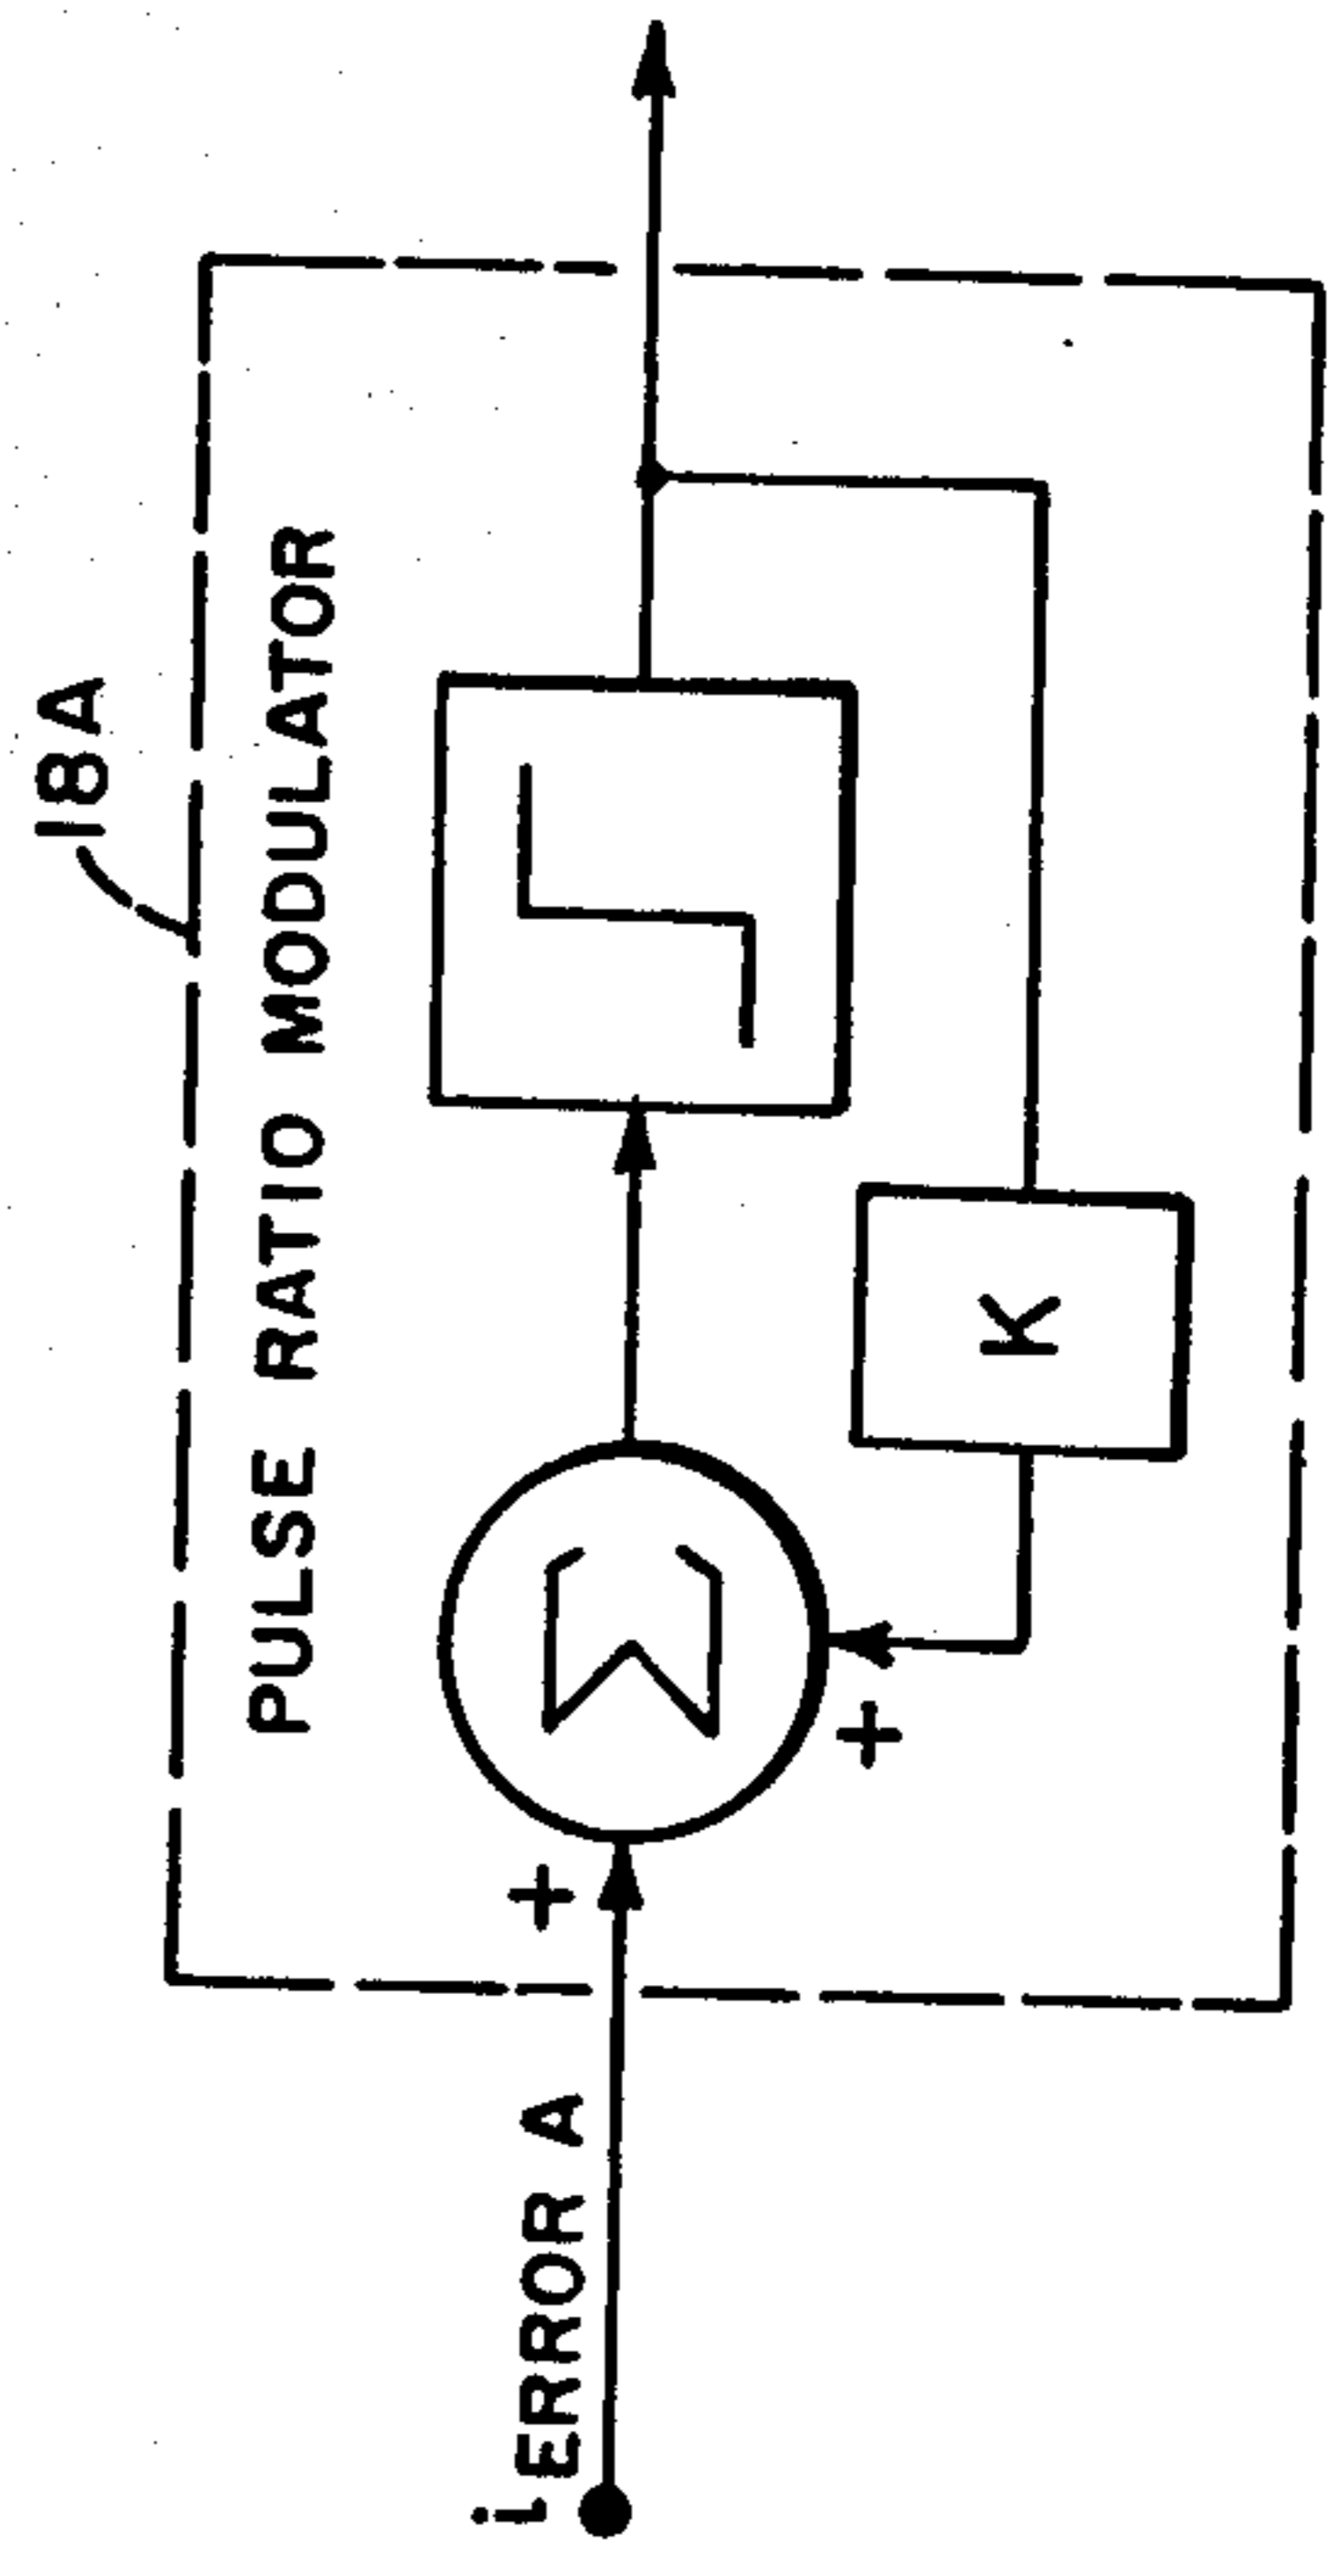 18A
PULSE RATIO MODULATOR
Σ
K
+
+
i ERROR A